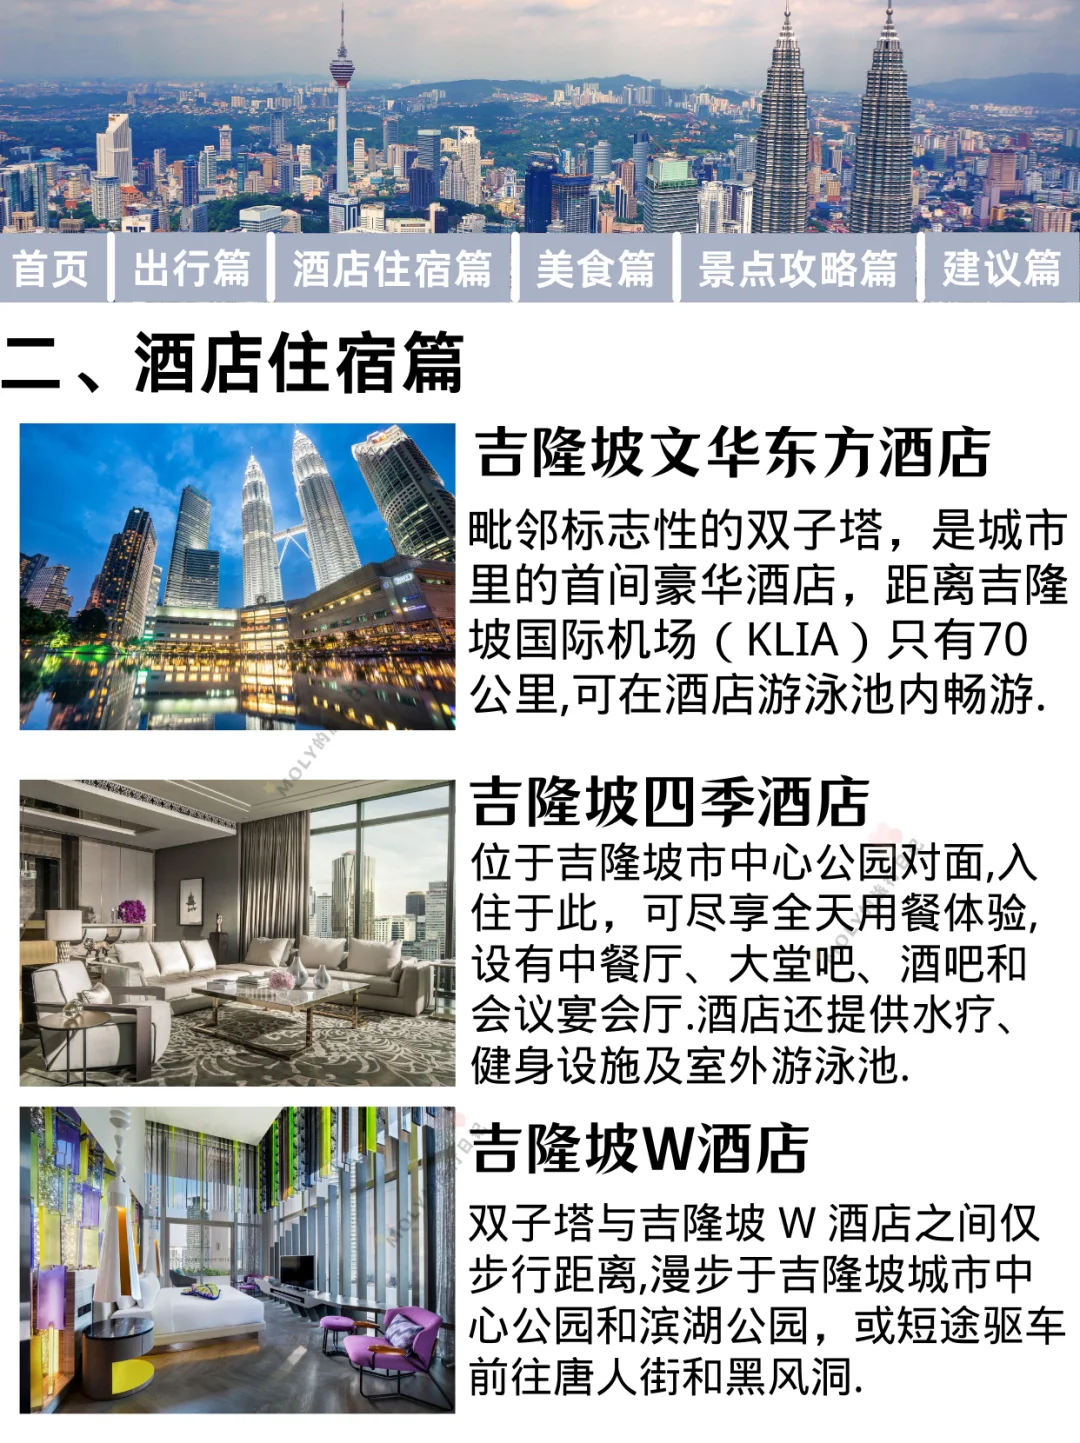 首页
出行篇
酒店住宿篇
美食篇
景点攻略篇
建议篇
二、酒店住宿篇
吉隆坡文华东方酒店
毗邻标志性的双子塔，是城市
里的首间豪华酒店，距离吉隆
坡国际机场（KLIA）只有70
公里,可在酒店游泳池内畅游.
吉隆坡四季酒店
位于吉隆坡市中心公园对面,入
住于此，可尽享全天用餐体验,
设有中餐厅、大堂吧、酒吧和
会议宴会厅.酒店还提供水疗、
健身设施及室外游泳池.
吉隆坡W酒店
双子塔与吉隆坡 W 酒店之间仅
步行距离,漫步于吉隆坡城市中
心公园和滨湖公园，或短途驱车
前往唐人街和黑风洞.